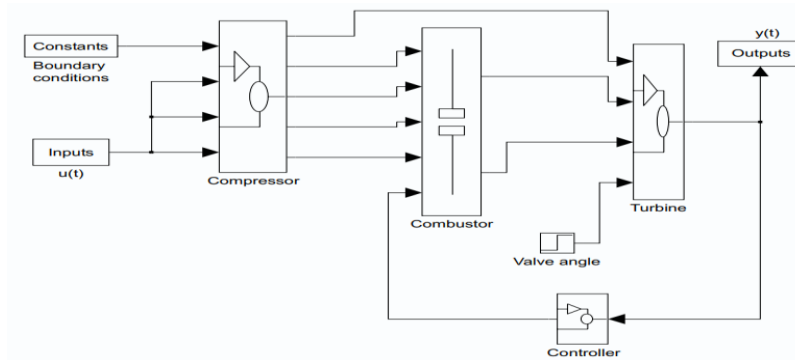 y(t)
Constants
Outputs
Boundary
conditions
Inputs
u(t)
Compressor
Combustor
Turbine
Valve angle
Controller